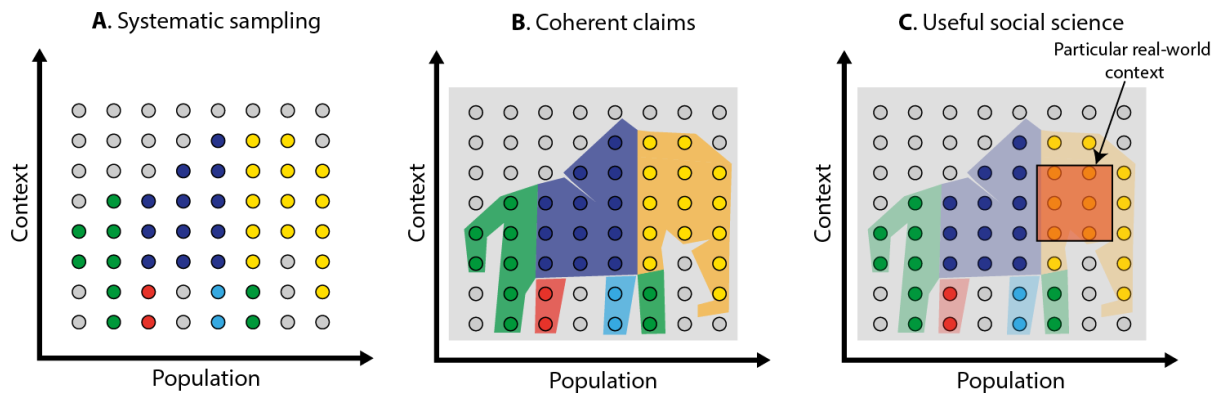 A. Systematic sampling
Context
Population
B. Coherent claims
Context
Population
C. Useful social science
Particular real-world
context
Context
Population